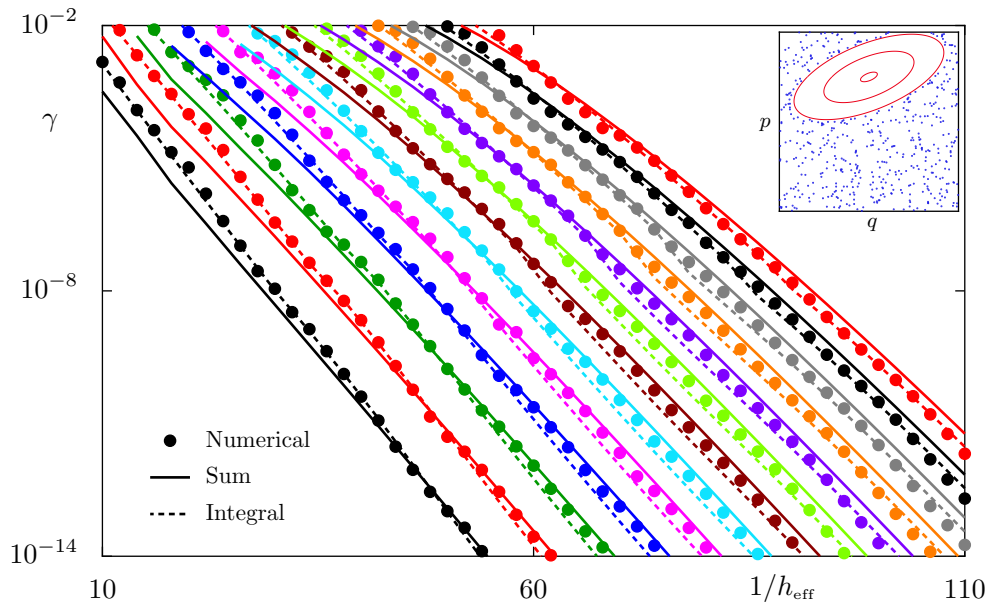 10⁻²
γ
p
q
10⁻⁸
Numerical
Sum
Integral
10⁻¹⁴
10
60
1/h_eff
110